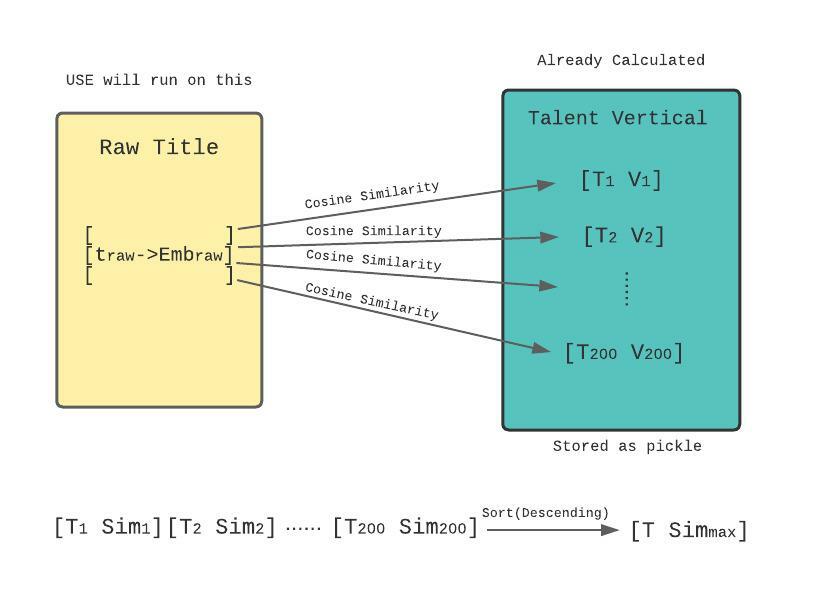 Already Calculated
USE will run on this
Talent Vertical
Raw Title
[T1 V1]
Cosine Similarity
[T2 V2]
Cosine Similarity
[ ]
[traw->Embraw]
[ ]
Cosine Similarity
Cosine Similarity
[T200 V200]
Stored as pickle
[T1 Sim1][T2 Sim2] ...... [T200 Sim200] Sort(Descending) [T Simmax]